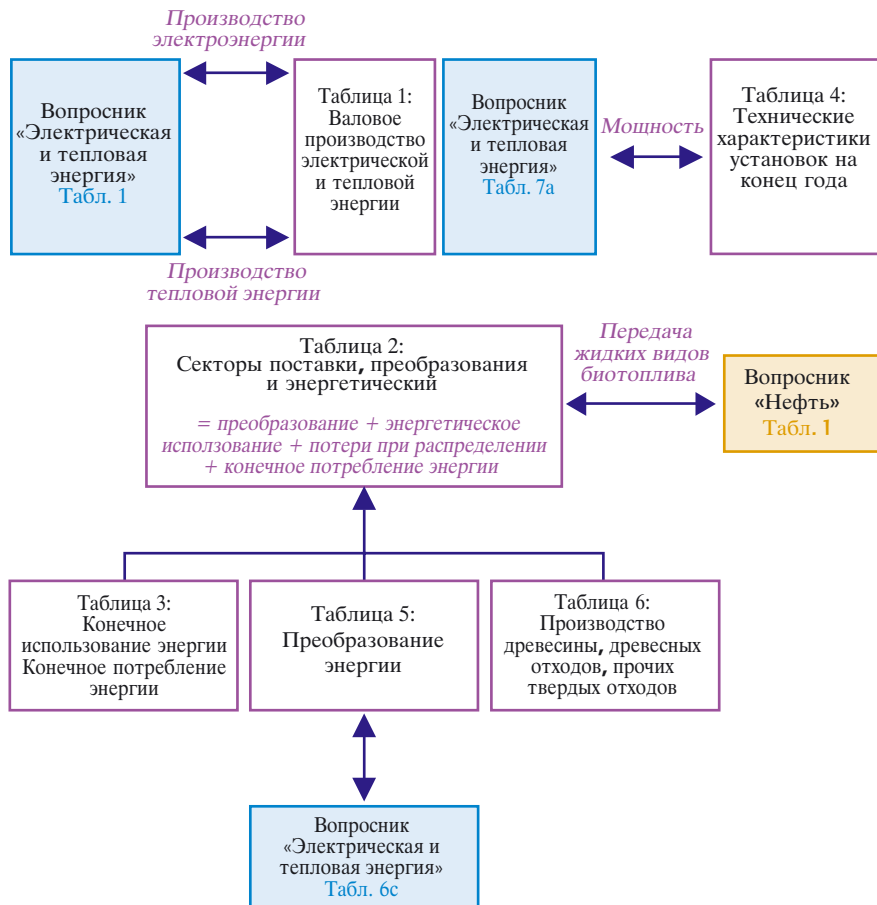 Производство
электроэнергии
Вопросник
«Электрическая
и тепловая
энергия»
Табл. 1
Таблица 1:
Валовое
производство
электрической
и тепловой
энергии
Вопросник
«Электрическая
и тепловая
энергия»
Табл. 7a
Мощность
Таблица 4:
Технические
характеристики
установок на
конец года
Производство
тепловой энергии
Таблица 2:
Секторы поставки, преобразования
и энергетический
= преобразование + энергетическое
исползование + потери при распределении
+ конечное потребление энергии
Передача
жидких видов
биотоплива
Вопросник
«Нефть»
Табл. 1
Таблица 3:
Конечное
использование энергии
Конечное потребление
энергии
Таблица 5:
Преобразование
энергии
Таблица 6:
Производство
древесины, древесных
отходов, прочих
твердых отходов
Вопросник
«Электрическая и
тепловая энергия»
Табл. 6c